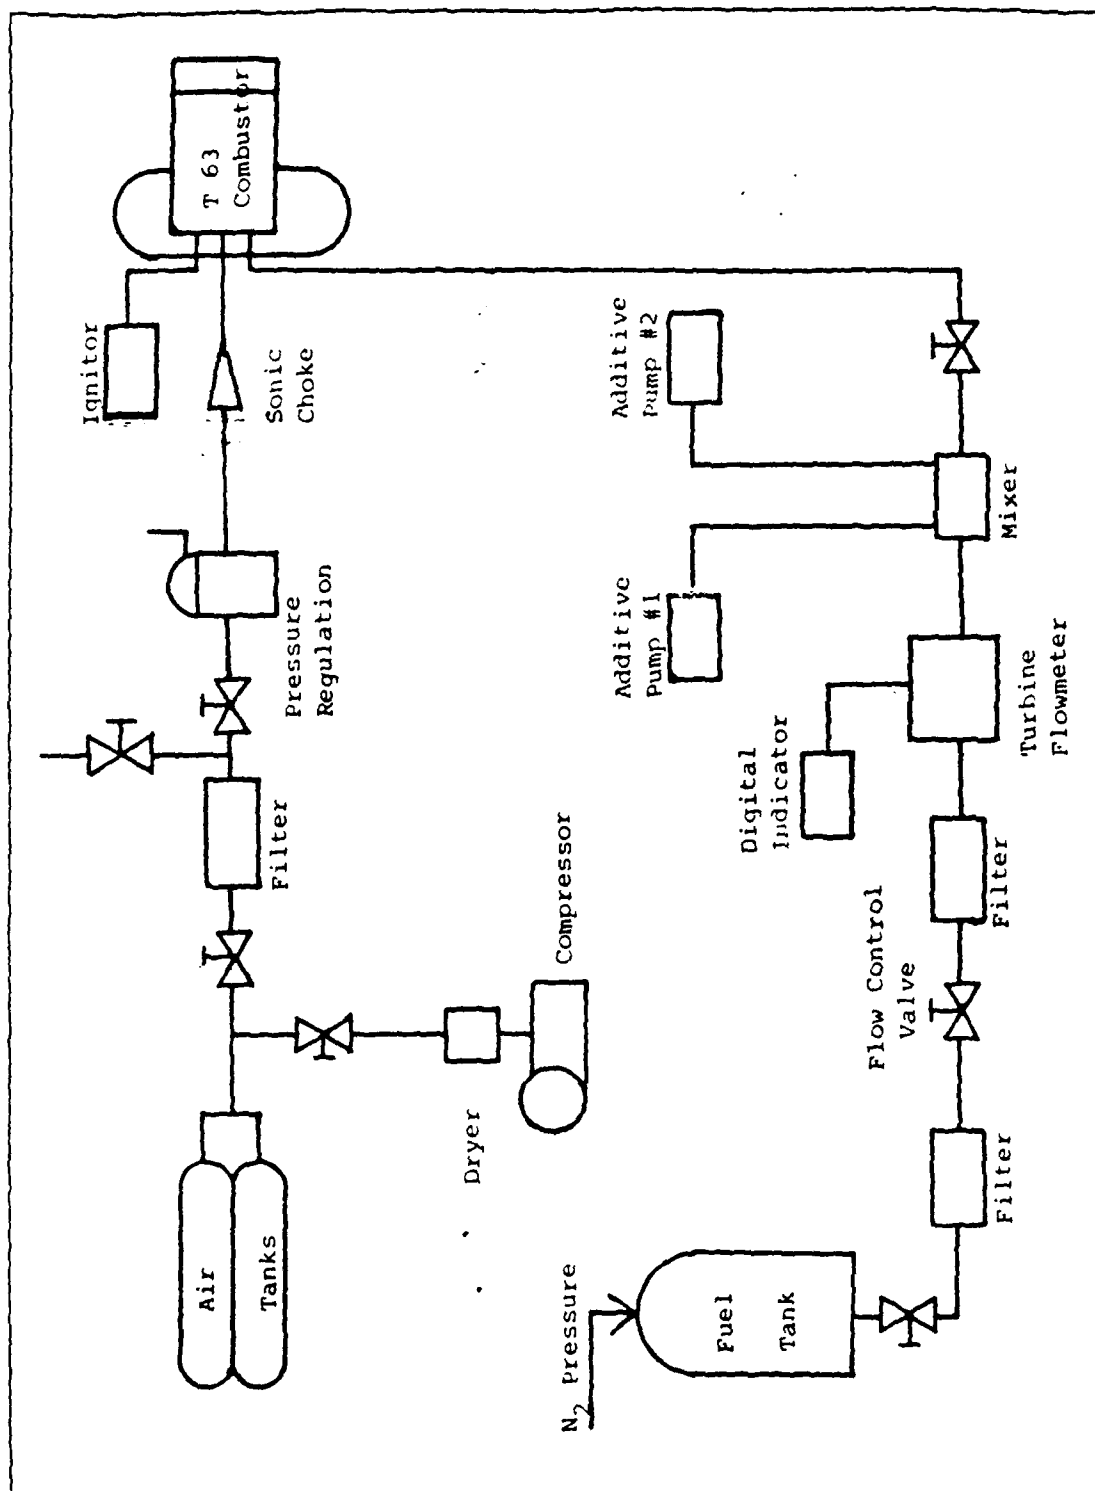 T 63
Combustor
Ignitor
Sonic
Choke
Pressure
Regulation
Filter
Compressor
Dryer
Air
Tanks
Additive
Pump #2
Additive
Pump #1
Mixer
Turbine
Flowmeter
Digital
Indicator
Filter
Flow Control
Valve
Filter
N2 Pressure
Fuel
Tank